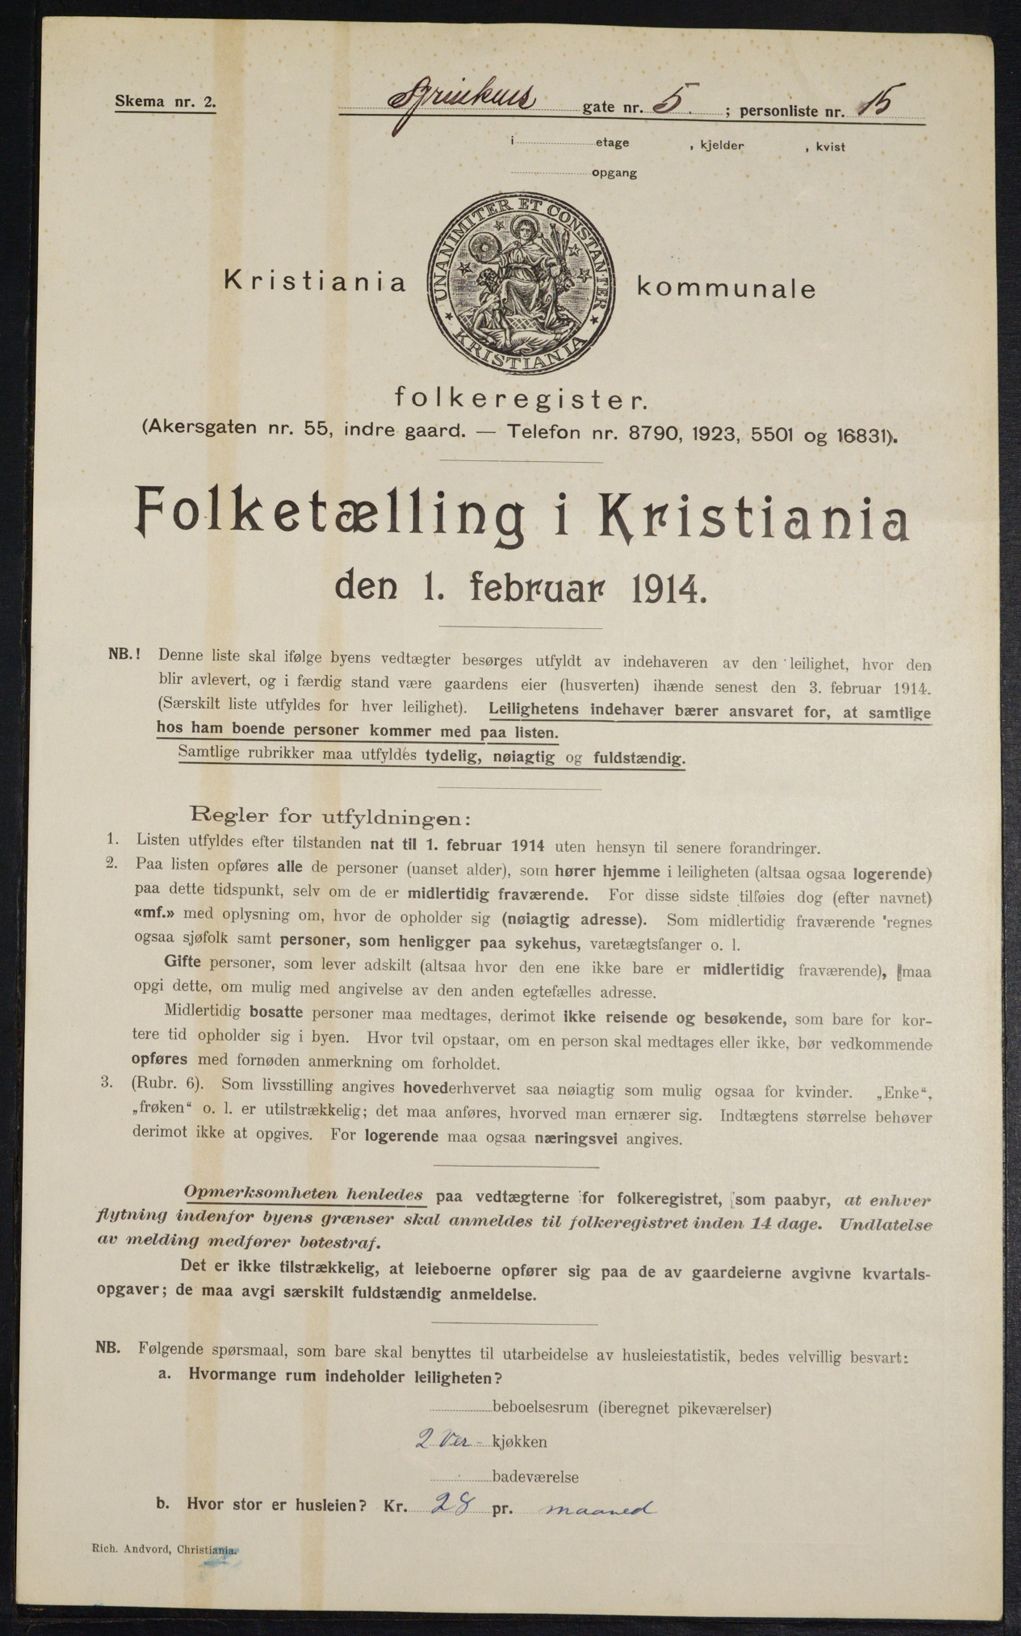 Skema nr. 2.
gate nr. 5. ; personliste nr. 15
i etage , kjelder , kvist
opgang
UNANIMITER ET CONSTANTER
KRISTIANIA
Kristiania kommunale
folkeregister.
(Akersgaten nr. 55, indre gaard. — Telefon nr. 8790, 1923, 5501 og 16831).
Folketælling i Kristiania
den 1. februar 1914.
NB.! Denne liste skal ifølge byens vedtægter besørges utfyldt av indehaveren av den leilighet, hvor den
blir avlevert, og i færdig stand være gaardens eier (husverten) ihænde senest den 3. februar 1914.
(Særskilt liste utfyldes for hver leilighet). Leilighetens indehaver bærer ansvaret for, at samtlige
hos ham boende personer kommer med paa listen.
Samtlige rubrikker maa utfyldes tydelig, nøiagtig og fuldstændig.
Regler for utfyldningen:
1. Listen utfyldes efter tilstanden nat til 1. februar 1914 uten hensyn til senere forandringer.
2. Paa listen opføres alle de personer (uanset alder), som hører hjemme i leiligheten (altsaa ogsaa logerende)
paa dette tidspunkt, selv om de er midlertidig fraværende. For disse sidste tilføies dog (efter navnet)
«mf.» med oplysning om, hvor de opholder sig (nøiagtig adresse). Som midlertidig fraværende regnes
ogsaa sjøfolk samt personer, som henligger paa sykehus, varetægtsfanger o. l.
Gifte personer, som lever adskilt (altsaa hvor den ene ikke bare er midlertidig fraværende), maa
opgi dette, om mulig med angivelse av den anden egtefælles adresse.
Midlertidig bosatte personer maa medtages, derimot ikke reisende og besøkende, som bare for kor-
tere tid opholder sig i byen. Hvor tvil opstaar, om en person skal medtages eller ikke, bør vedkommende
opføres med fornøden anmerkning om forholdet.
3. (Rubr. 6). Som livsstilling angives hovederhvervet saa nøiagtig som mulig ogsaa for kvinder. „Enke“,
„frøken“ o. l. er utilstrækkelig; det maa anføres, hvorved man ernærer sig. Indtægtens størrelse behøver
derimot ikke at opgives. For logerende maa ogsaa næringsvei angives.
Opmerksomheten henledes paa vedtægterne for folkeregistret, som paabyr, at enhver
flytning indenfor byens grænser skal anmeldes til folkeregistret inden 14 dage. Undlatelse
av melding medfører bøtestraf.
Det er ikke tilstrækkelig, at leieboerne opfører sig paa de av gaardeierne avgivne kvartals-
opgaver; de maa avgi særskilt fuldstændig anmeldelse.
NB. Følgende spørsmaal, som bare skal benyttes til utarbeidelse av husleiestatistik, bedes velvillig besvart:
a. Hvormange rum indeholder leiligheten?
beboelsesrum (iberegnet pikeværelser)
2 Ver - kjøkken
badeværelse
b. Hvor stor er husleien? Kr. 28 pr. maaned
Rich. Andvord, Christiania.